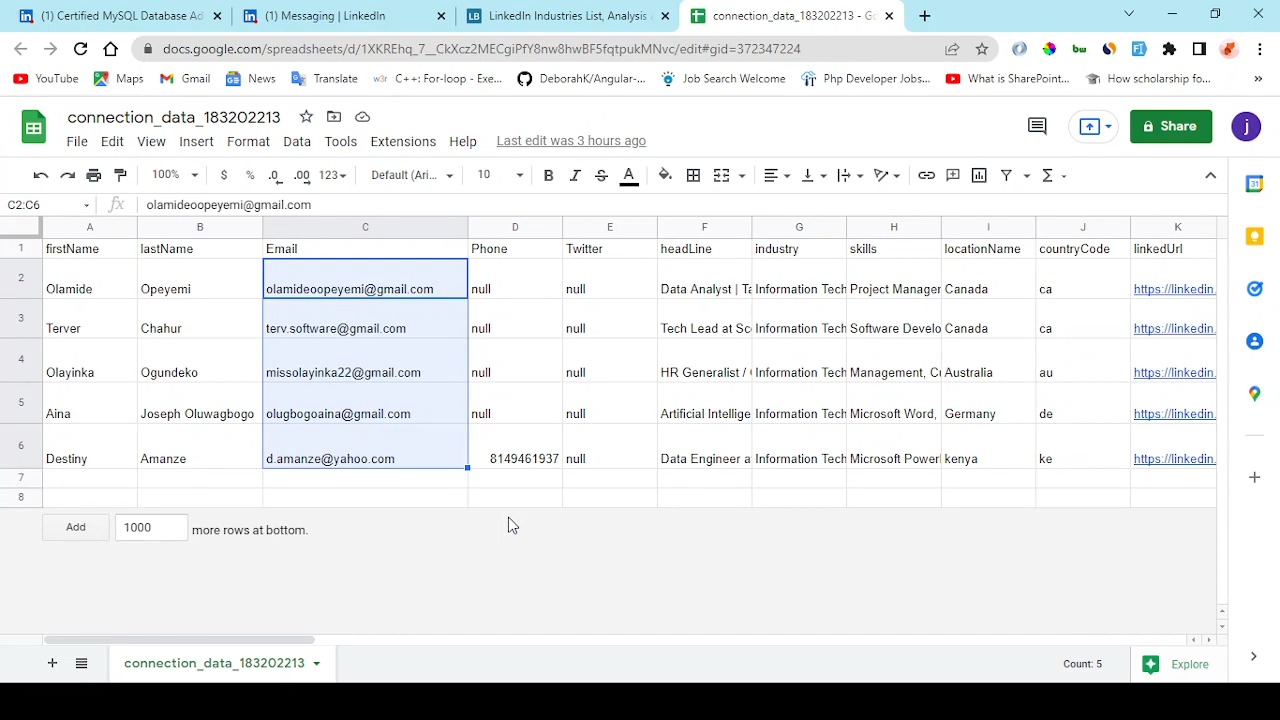 (1) Certified MySQL Database Ad
(1) Messaging | LinkedIn
LinkedIn Industries List, Analysis
connection_data_183202213 - Go
docs.google.com/spreadsheets/d/1XKREhq_7__CkXcz2MECgiPfY8nw8hwBF5fqtpukMNvc/edit#gid=372347224
YouTube Maps Gmail News Translate C++: For-loop - Exe... DeborahK/Angular-... Job Search Welcome Php Developer Jobs... What is SharePoint... How scholarship fo...
connection_data_183202213
File Edit View Insert Format Data Tools Extensions Help Last edit was 3 hours ago
Share
j
100% $ % .0 .00 123 Default (Ari... 10 B I S A
C2:C6 fx olamideoopeyemi@gmail.com
A B C D E F G H I J K
1 firstName lastName Email Phone Twitter headLine industry skills locationName countryCode linkedUrl
2 Olamide Opeyemi olamideoopeyemi@gmail.com null null Data Analyst | Ta Information Tech Project Manager Canada ca https://linkedin.
3 Terver Chahur terv.software@gmail.com null null Tech Lead at Sc Information Tech Software Develo Canada ca https://linkedin.
4 Olayinka Ogundeko missolayinka22@gmail.com null null HR Generalist / Information Tech Management, Cu Australia au https://linkedin.
5 Aina Joseph Oluwagbogo olugbogoaina@gmail.com null null Artificial Intellige Information Tech Microsoft Word, Germany de https://linkedin.
6 Destiny Amanze d.amanze@yahoo.com 8149461937 null Data Engineer a Information Tech Microsoft Powerl kenya ke https://linkedin.
7
8
Add 1000 more rows at bottom.
connection_data_183202213
Count: 5
Explore